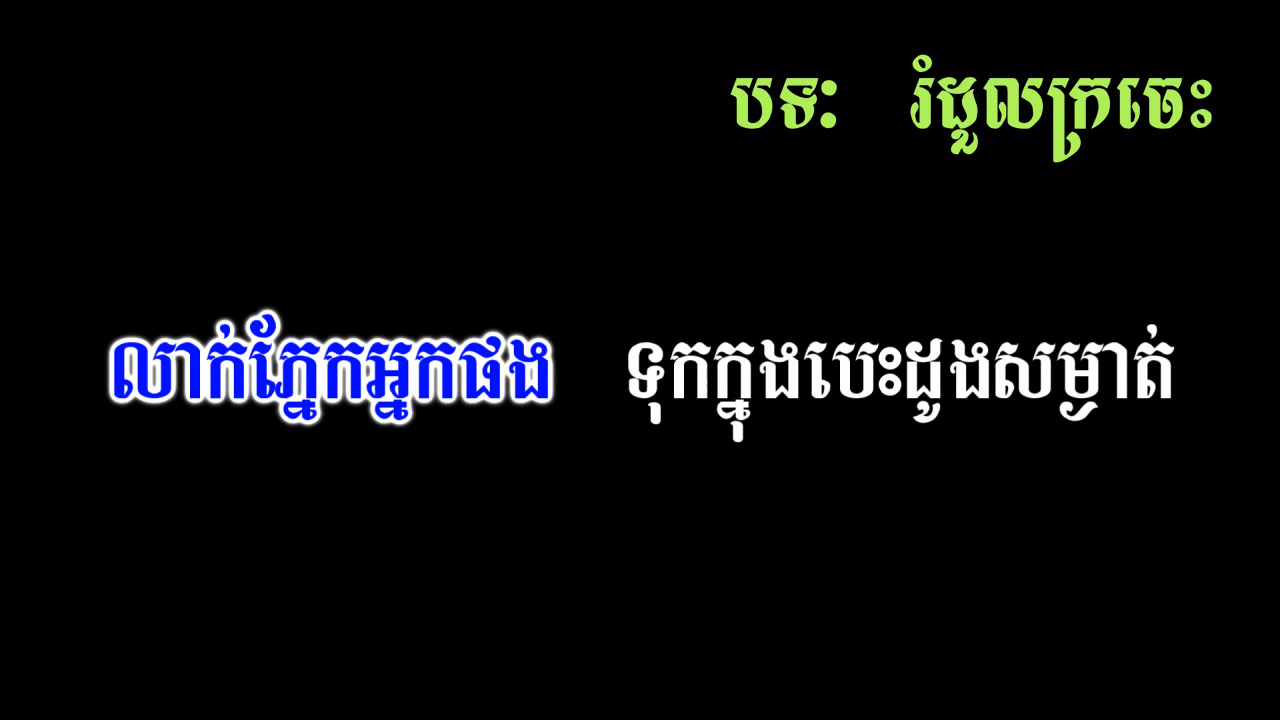 បទៈ រំដួលក្រចេះ
លាក់ភ្នែកអ្នកផង ទុកក្នុងបេះដូងសម្ងាត់